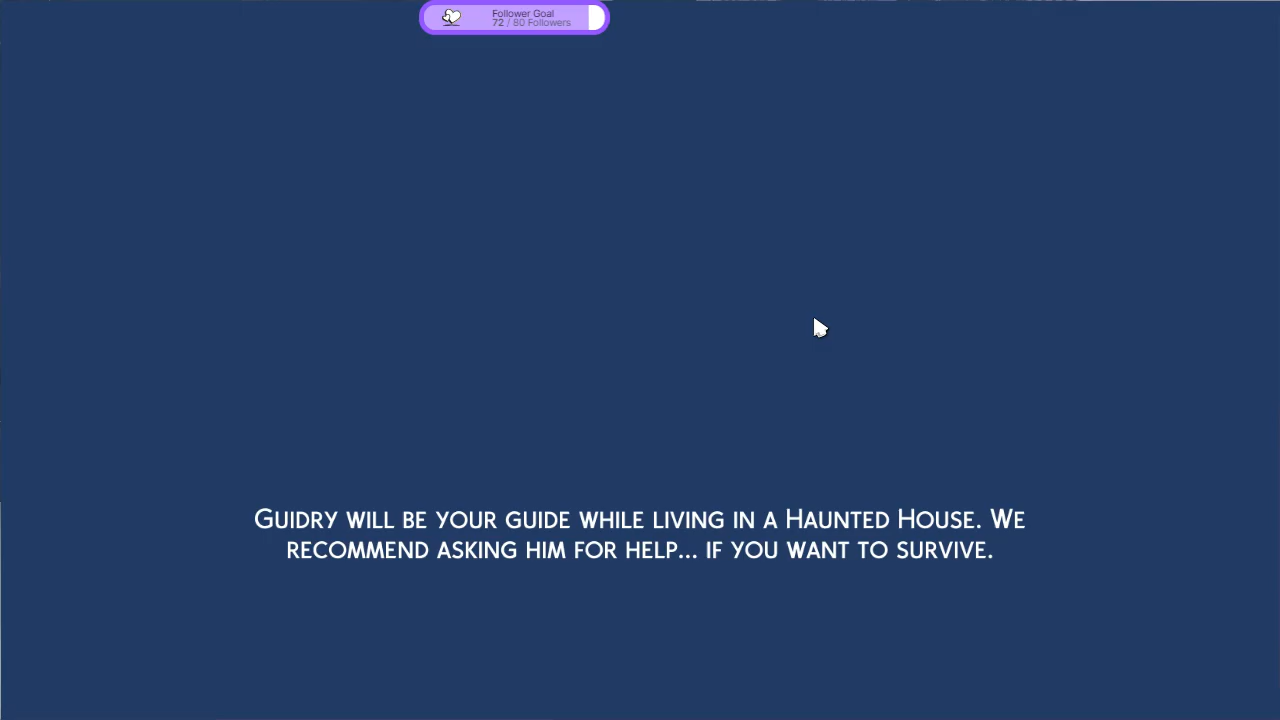 Follower Goal
72 / 80 Followers
Guidry will be your guide while living in a Haunted House. We
recommend asking him for help... if you want to survive.